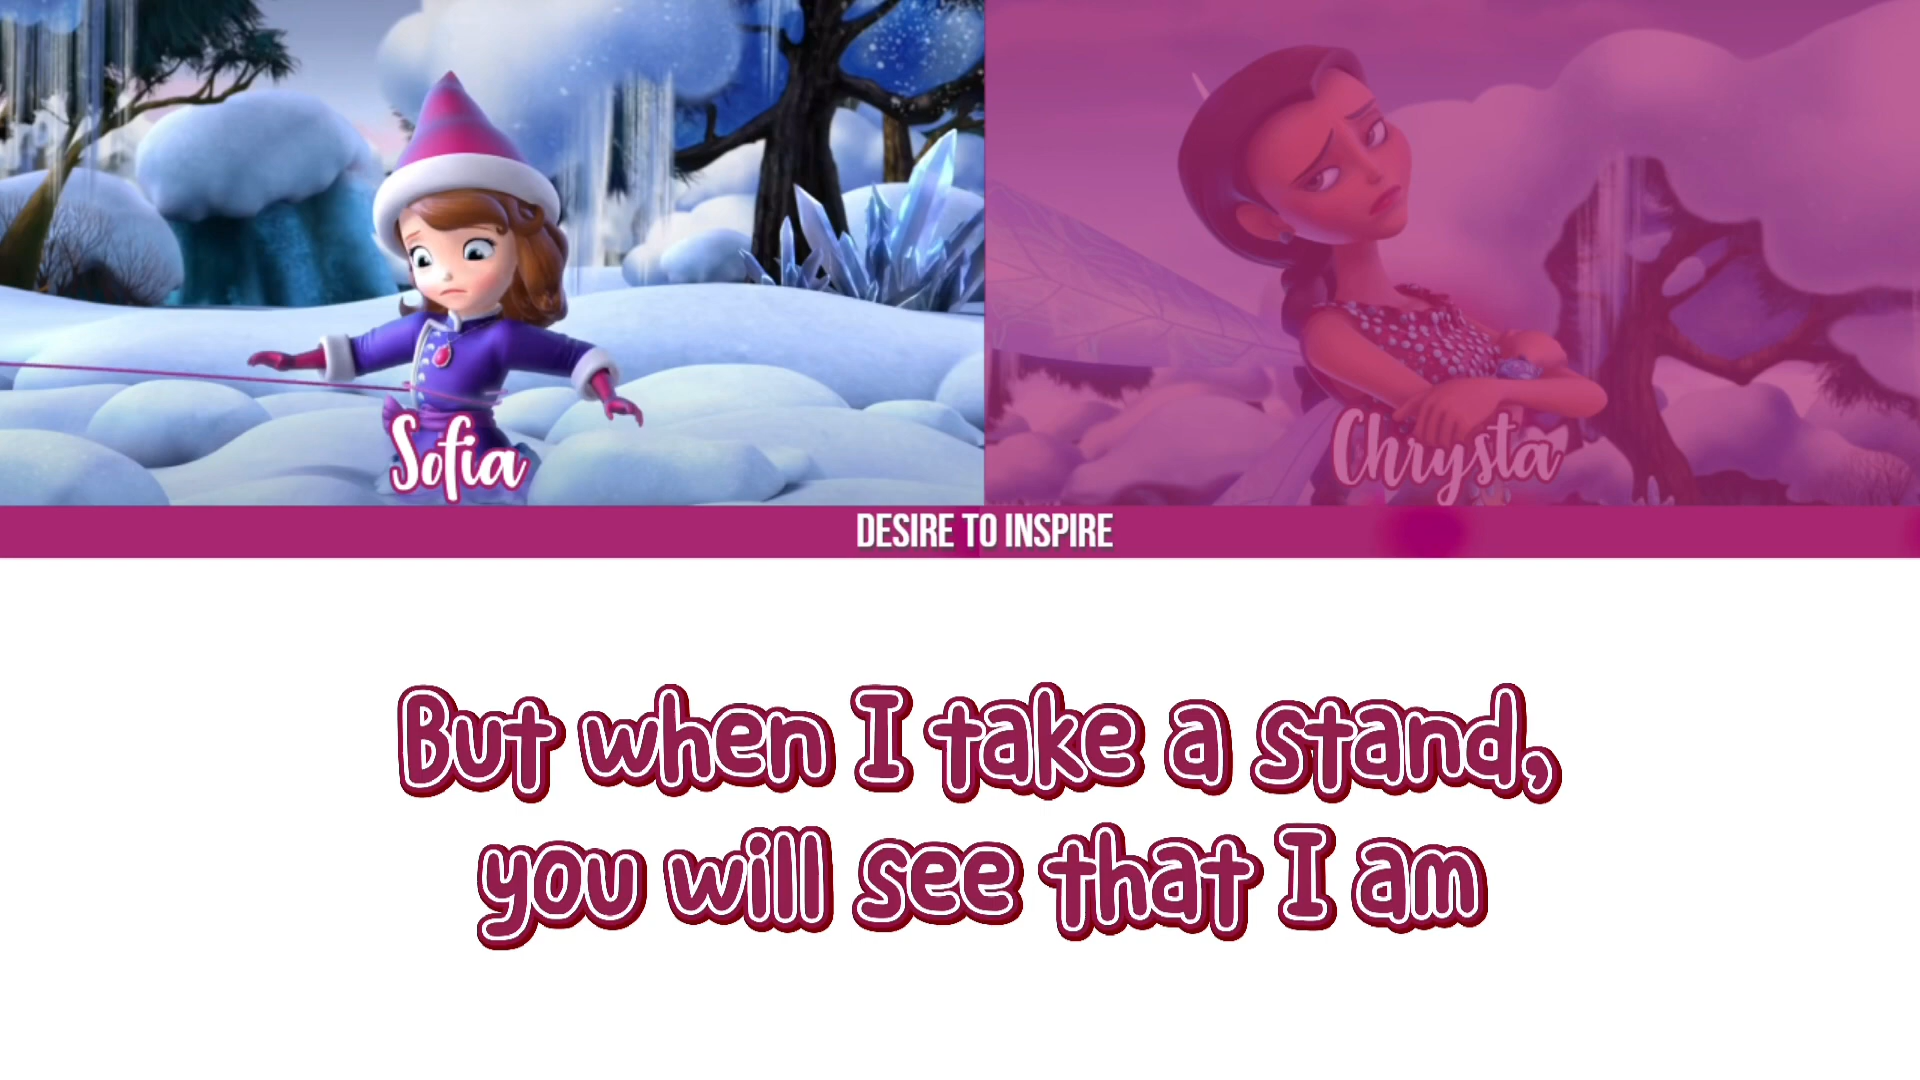 Sofia
Chrysta
DESIRE TO INSPIRE
But when I take a stand,
you will see that I am